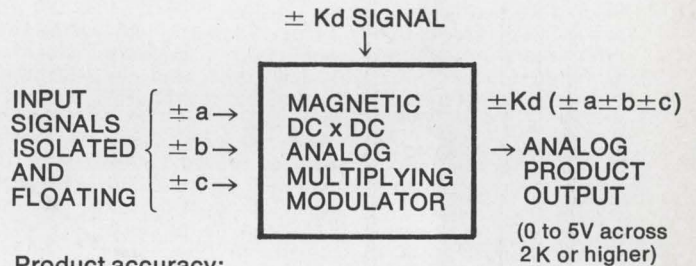 ± Kd SIGNAL
↓
INPUT
SIGNALS
ISOLATED
AND
FLOATING
± a→
± b→
± c→
MAGNETIC
DC x DC
ANALOG
MULTIPLYING
MODULATOR
±Kd (± a±b±c)
→ ANALOG
PRODUCT
OUTPUT
(0 to 5V across
2K or higher)
Product accuracy: